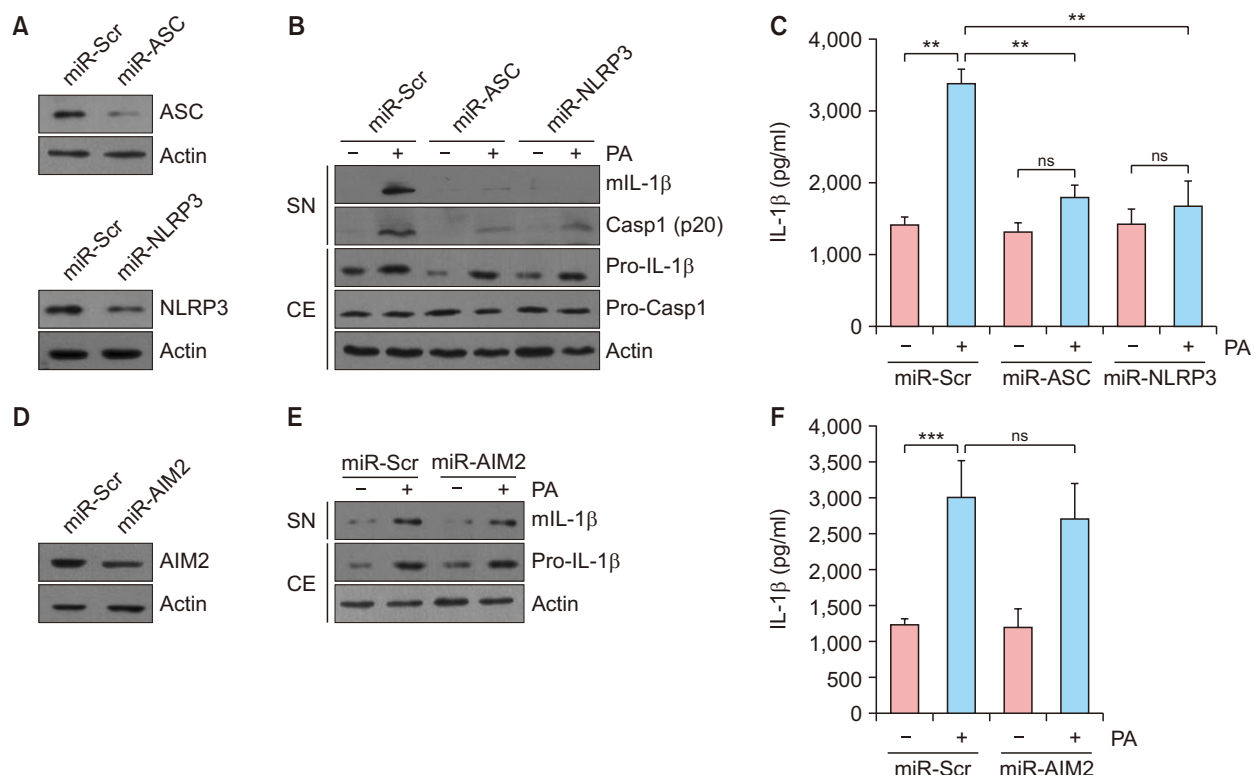 A
miR-Scr
miR-ASC
ASC
Actin
miR-Scr
miR-NLRP3
NLRP3
Actin
B
miR-Scr
miR-ASC
miR-NLRP3
– + – + – + PA
SN
mIL-1β
Casp1 (p20)
CE
Pro-IL-1β
Pro-Casp1
Actin
C
IL-1β (pg/ml)
4,000
3,000
2,000
1,000
0
**
**
**
ns
ns
– + – + – + PA
miR-Scr miR-ASC miR-NLRP3
D
miR-Scr
miR-AIM2
AIM2
Actin
E
miR-Scr miR-AIM2
– + – + PA
SN
mIL-1β
CE
Pro-IL-1β
Actin
F
IL-1β (pg/ml)
4,000
3,500
3,000
2,500
2,000
1,500
1,000
500
0
***
ns
– + – + PA
miR-Scr miR-AIM2